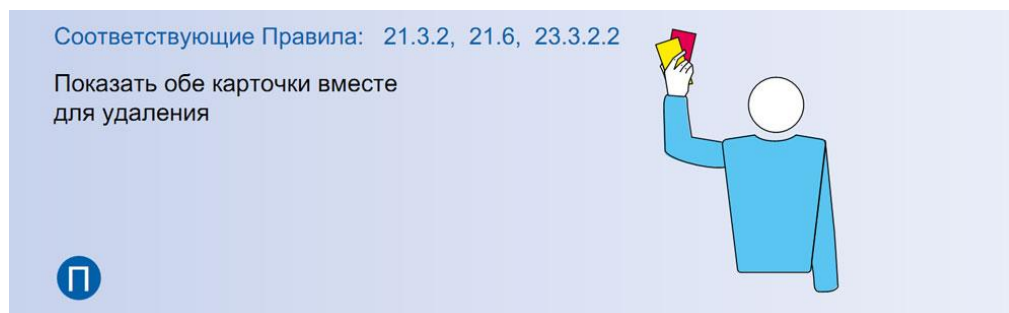 Соответствующие Правила: 21.3.2, 21.6, 23.3.2.2
Показать обе карточки вместе
для удаления
П